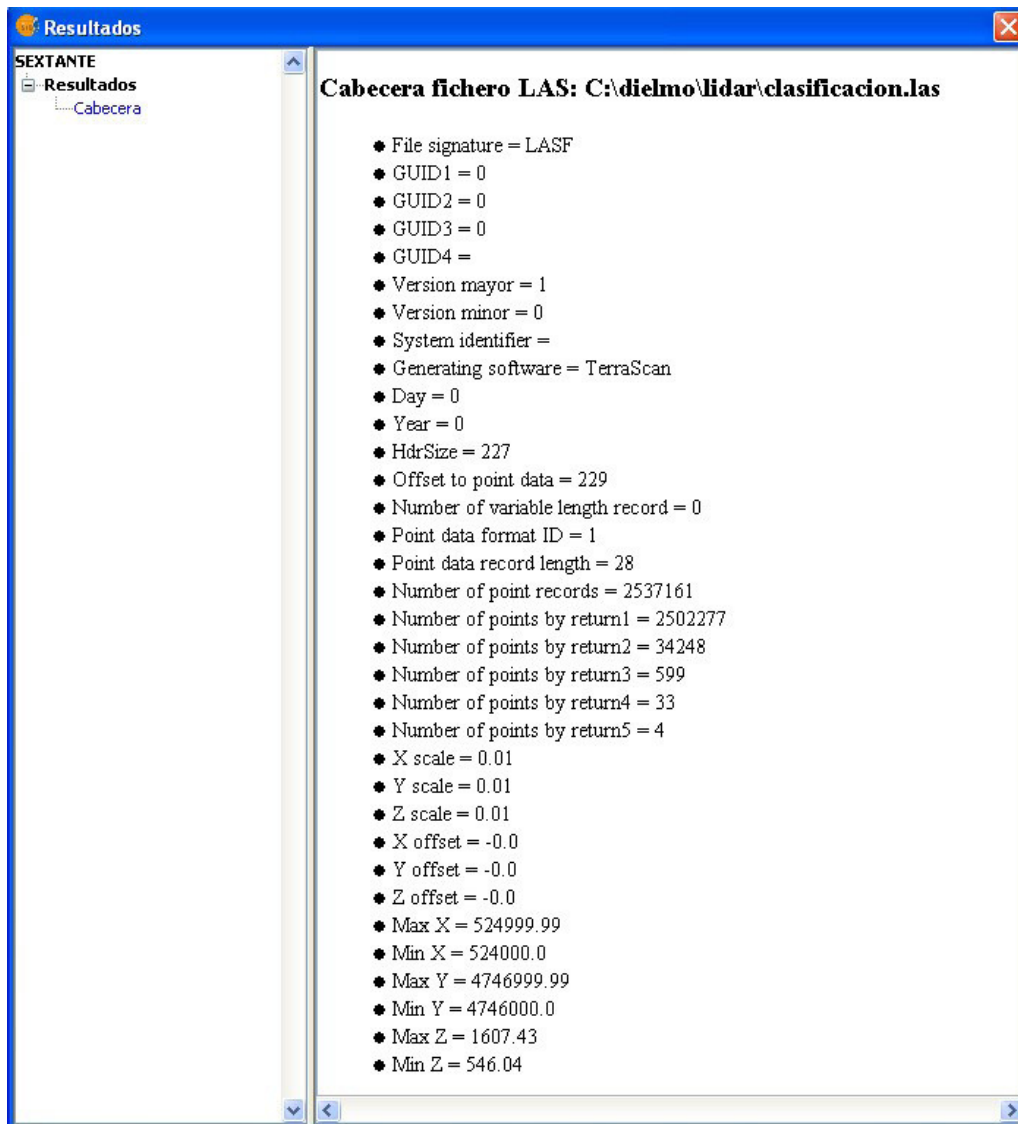 Resultados
SEXTANTE
Resultados
Cabecera
Cabecera fichero LAS: C:\dielmo\lidar\clasificacion.las
● File signature = LASF
● GUID1 = 0
● GUID2 = 0
● GUID3 = 0
● GUID4 =
● Version mayor = 1
● Version minor = 0
● System identifier =
● Generating software = TerraScan
● Day = 0
● Year = 0
● HdrSize = 227
● Offset to point data = 229
● Number of variable length record = 0
● Point data format ID = 1
● Point data record length = 28
● Number of point records = 2537161
● Number of points by return1 = 2502277
● Number of points by return2 = 34248
● Number of points by return3 = 599
● Number of points by return4 = 33
● Number of points by return5 = 4
● X scale = 0.01
● Y scale = 0.01
● Z scale = 0.01
● X offset = -0.0
● Y offset = -0.0
● Z offset = -0.0
● Max X = 524999.99
● Min X = 524000.0
● Max Y = 4746999.99
● Min Y = 4746000.0
● Max Z = 1607.43
● Min Z = 546.04